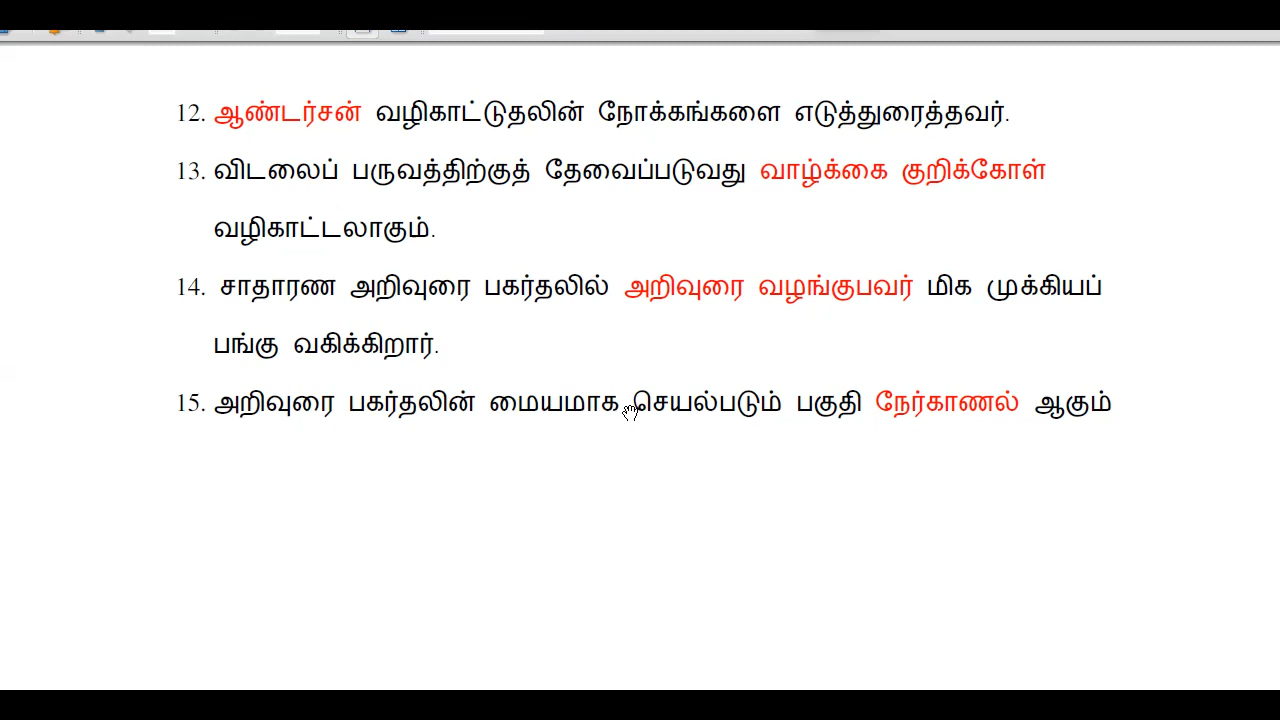 12. ஆண்டர்சன் வழிகாட்டுதலின் நோக்கங்களை எடுத்துரைத்தவர்.
13. விடலைப் பருவத்திற்குத் தேவைப்படுவது வாழ்க்கை குறிக்கோள்
வழிகாட்டலாகும்.
14. சாதாரண அறிவுரை பகர்தலில் அறிவுரை வழங்குபவர் மிக முக்கியப்
பங்கு வகிக்கிறார்.
15. அறிவுரை பகர்தலின் மையமாக செயல்படும் பகுதி நேர்காணல் ஆகும்